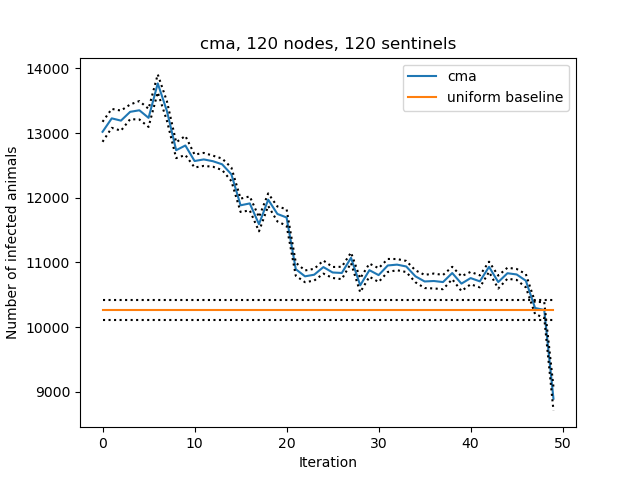 cma, 120 nodes, 120 sentinels
14000
13000
12000
11000
10000
9000
Number of infected animals
cma
uniform baseline
0 10 20 30 40 50
Iteration